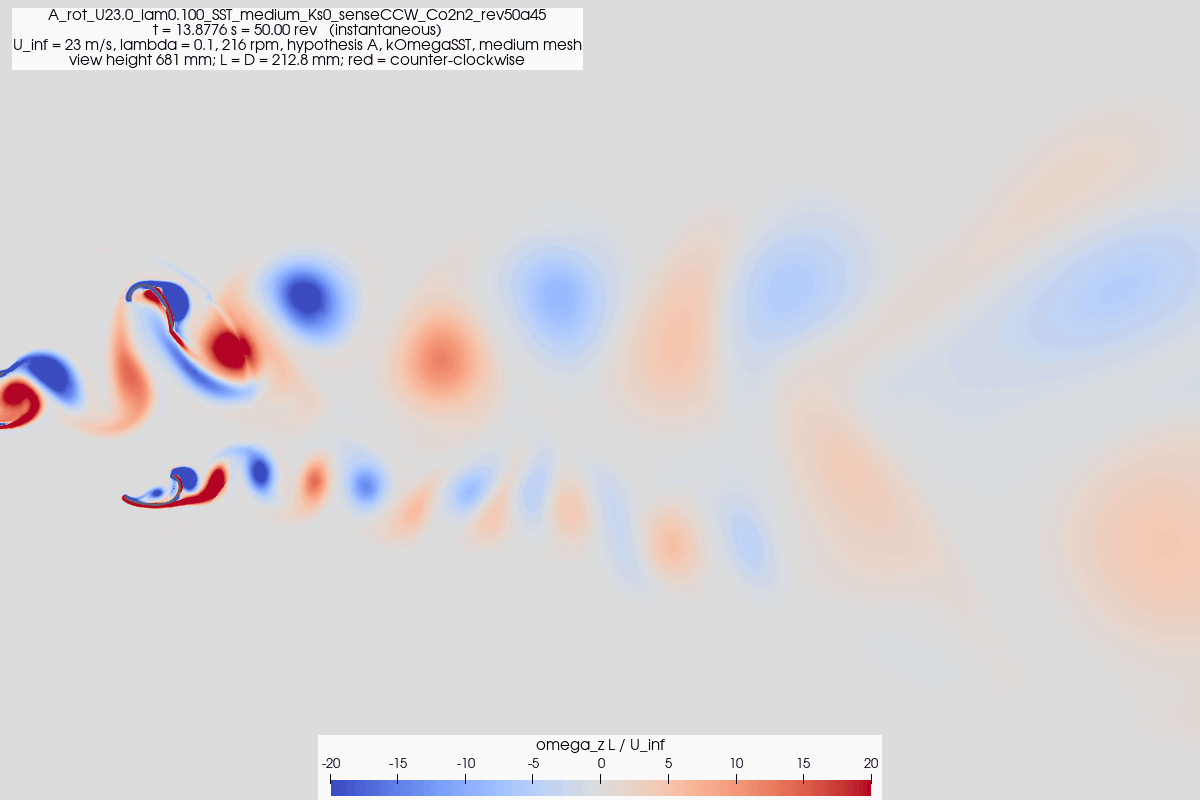 A_rot_U23.0_lam0.100_SST_medium_Ks0_senseCCW_Co2n2_rev50a45
t = 13.8776 s = 50.00 rev (instantaneous)
U_inf = 23 m/s, lambda = 0.1, 216 rpm, hypothesis A, kOmegaSST, medium mesh
view height 681 mm; L = D = 212.8 mm; red = counter-clockwise
omega_z L / U_inf
-20 -15 -10 -5 0 5 10 15 20